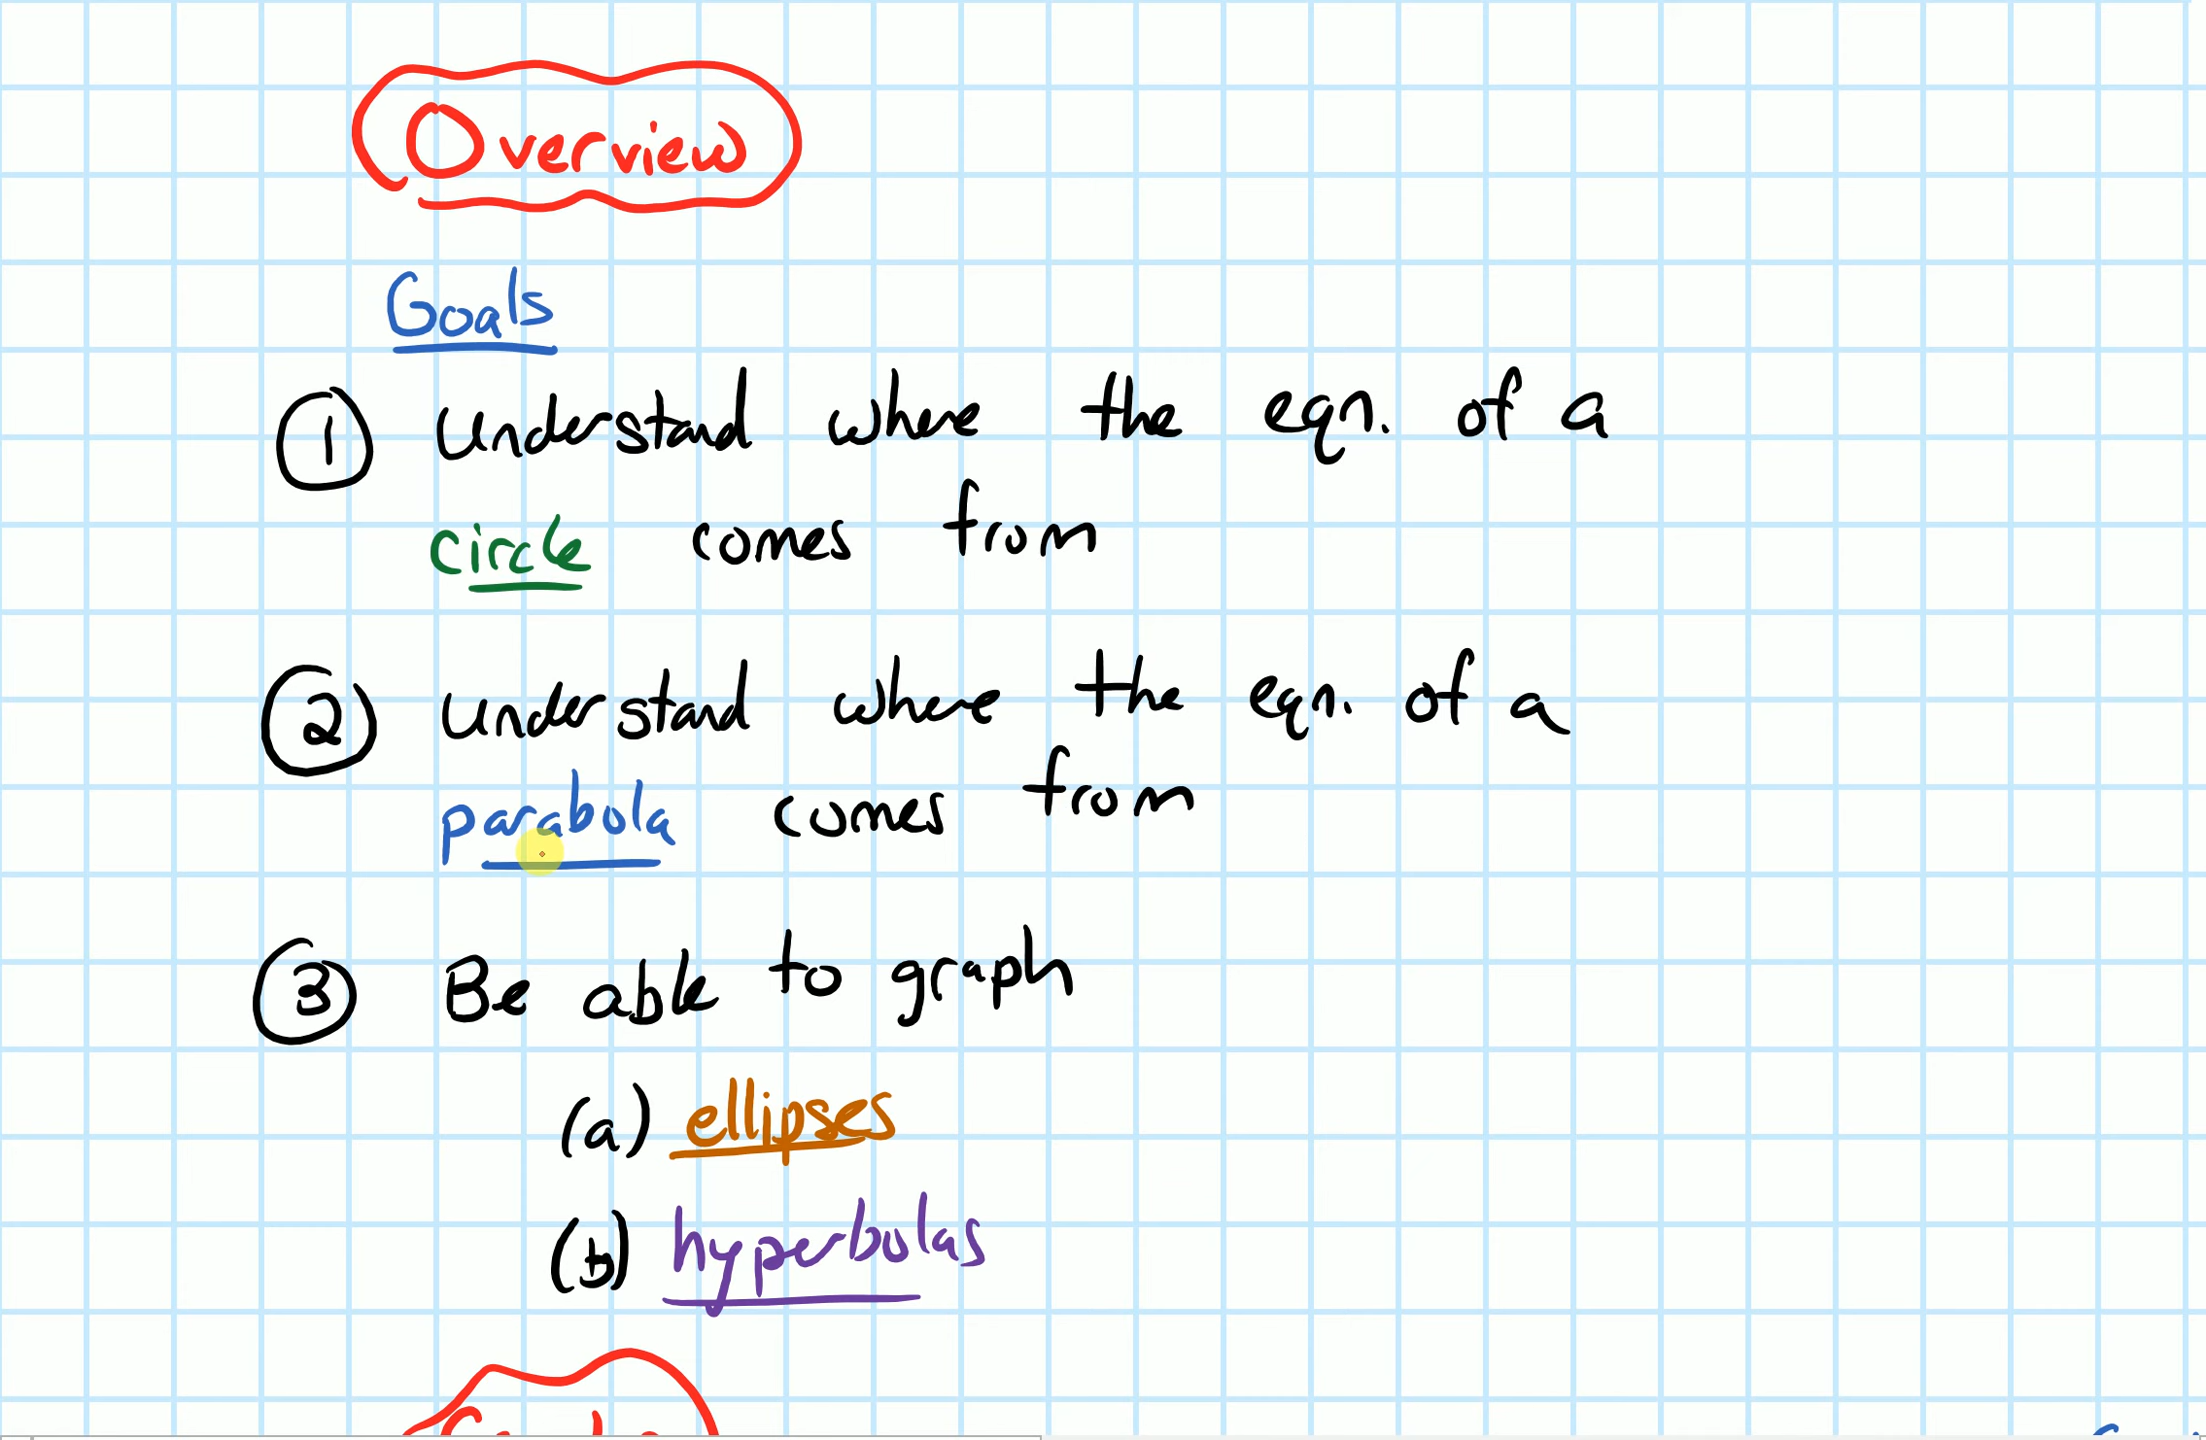 Overview
Goals
① Understand where the eqn. of a
circle comes from
② Understand where the eqn. of a
parabola comes from
③ Be able to graph
(a) ellipses
(b) hyperbolas